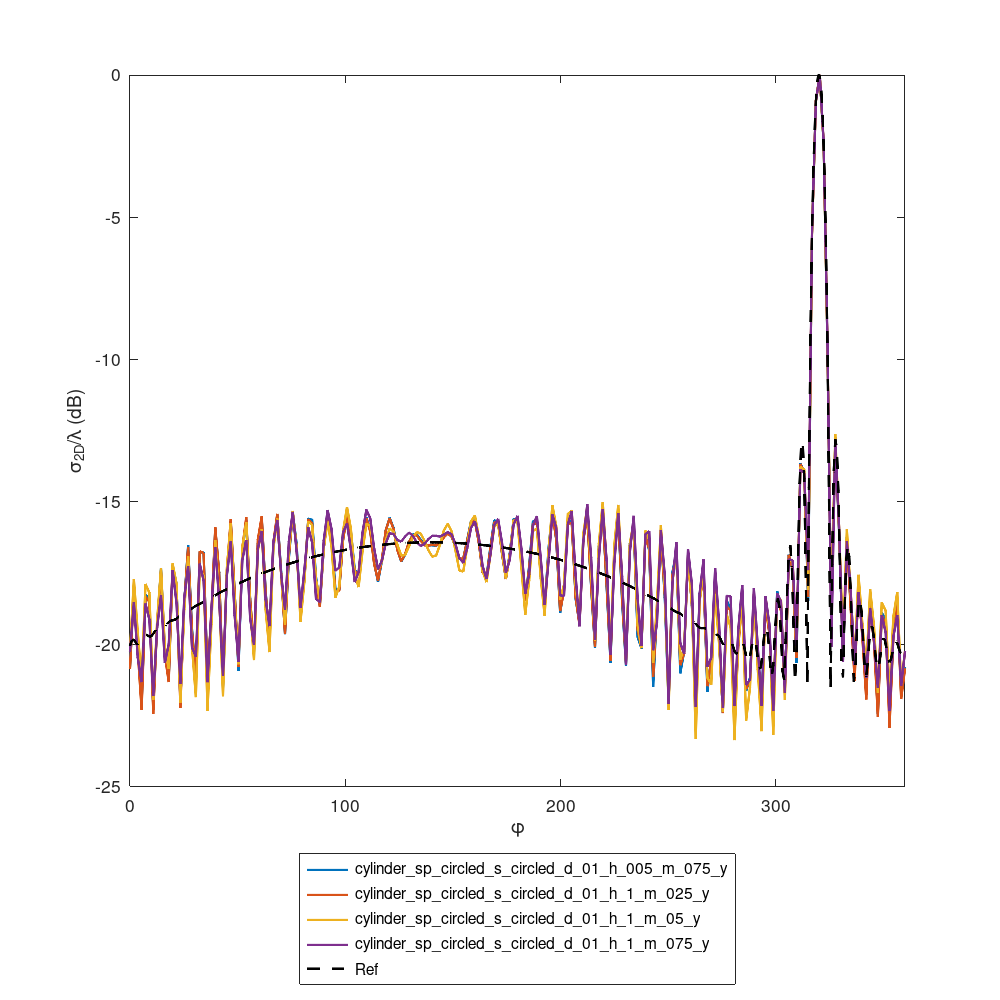 0
-5
-10
-15
-20
-25
σ2D/λ (dB)
0 100 200 300
φ
cylinder_sp_circled_s_circled_d_01_h_005_m_075_y
cylinder_sp_circled_s_circled_d_01_h_1_m_025_y
cylinder_sp_circled_s_circled_d_01_h_1_m_05_y
cylinder_sp_circled_s_circled_d_01_h_1_m_075_y
Ref